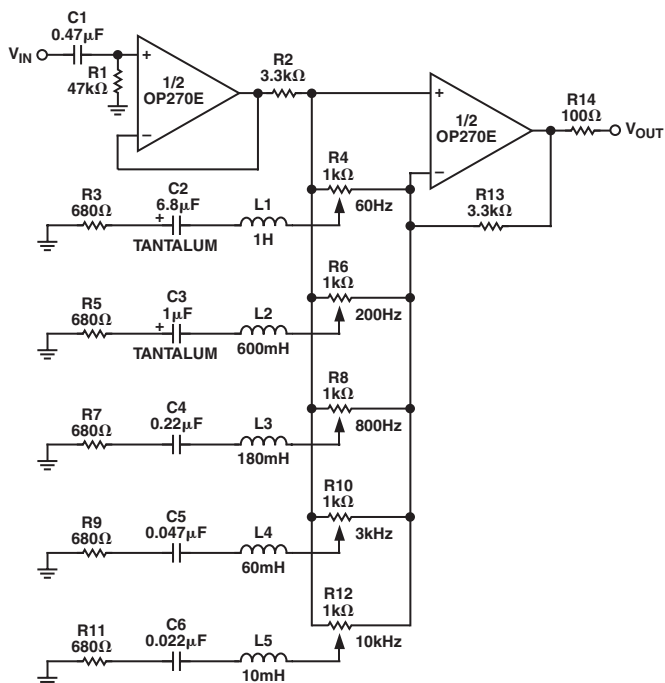 C1
0.47µF
VIN
R1
47kΩ
+
–
1/2
OP270E
R2
3.3kΩ
+
–
1/2
OP270E
R14
100Ω
VOUT
R13
3.3kΩ
R3
680Ω
C2
6.8µF
+
TANTALUM
L1
1H
R4
1kΩ
60Hz
R5
680Ω
C3
1µF
+
TANTALUM
L2
600mH
R6
1kΩ
200Hz
R7
680Ω
C4
0.22µF
L3
180mH
R8
1kΩ
800Hz
R9
680Ω
C5
0.047µF
L4
60mH
R10
1kΩ
3kHz
R11
680Ω
C6
0.022µF
L5
10mH
R12
1kΩ
10kHz